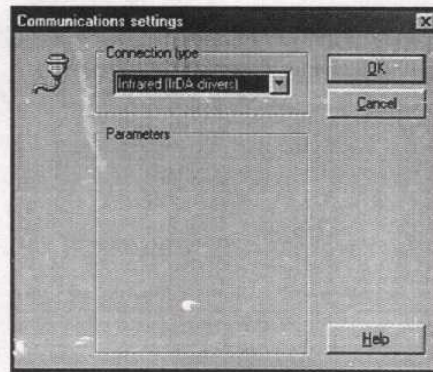 Communications settings
Connection type
Infrared (IrDA drivers)
OK
Cancel
Parameters
Help